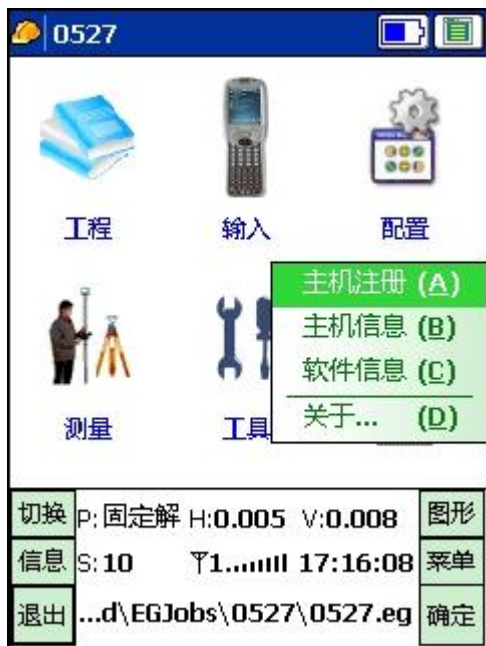 0527
工程 输入 配置
主机注册 (A)
主机信息 (B)
软件信息 (C)
关于... (D)
测量 工具
切换 P: 固定解 H:0.005 V:0.008 图形
信息 S: 10 1 17:16:08 菜单
退出 ...d\EGJobs\0527\0527.eg 确定